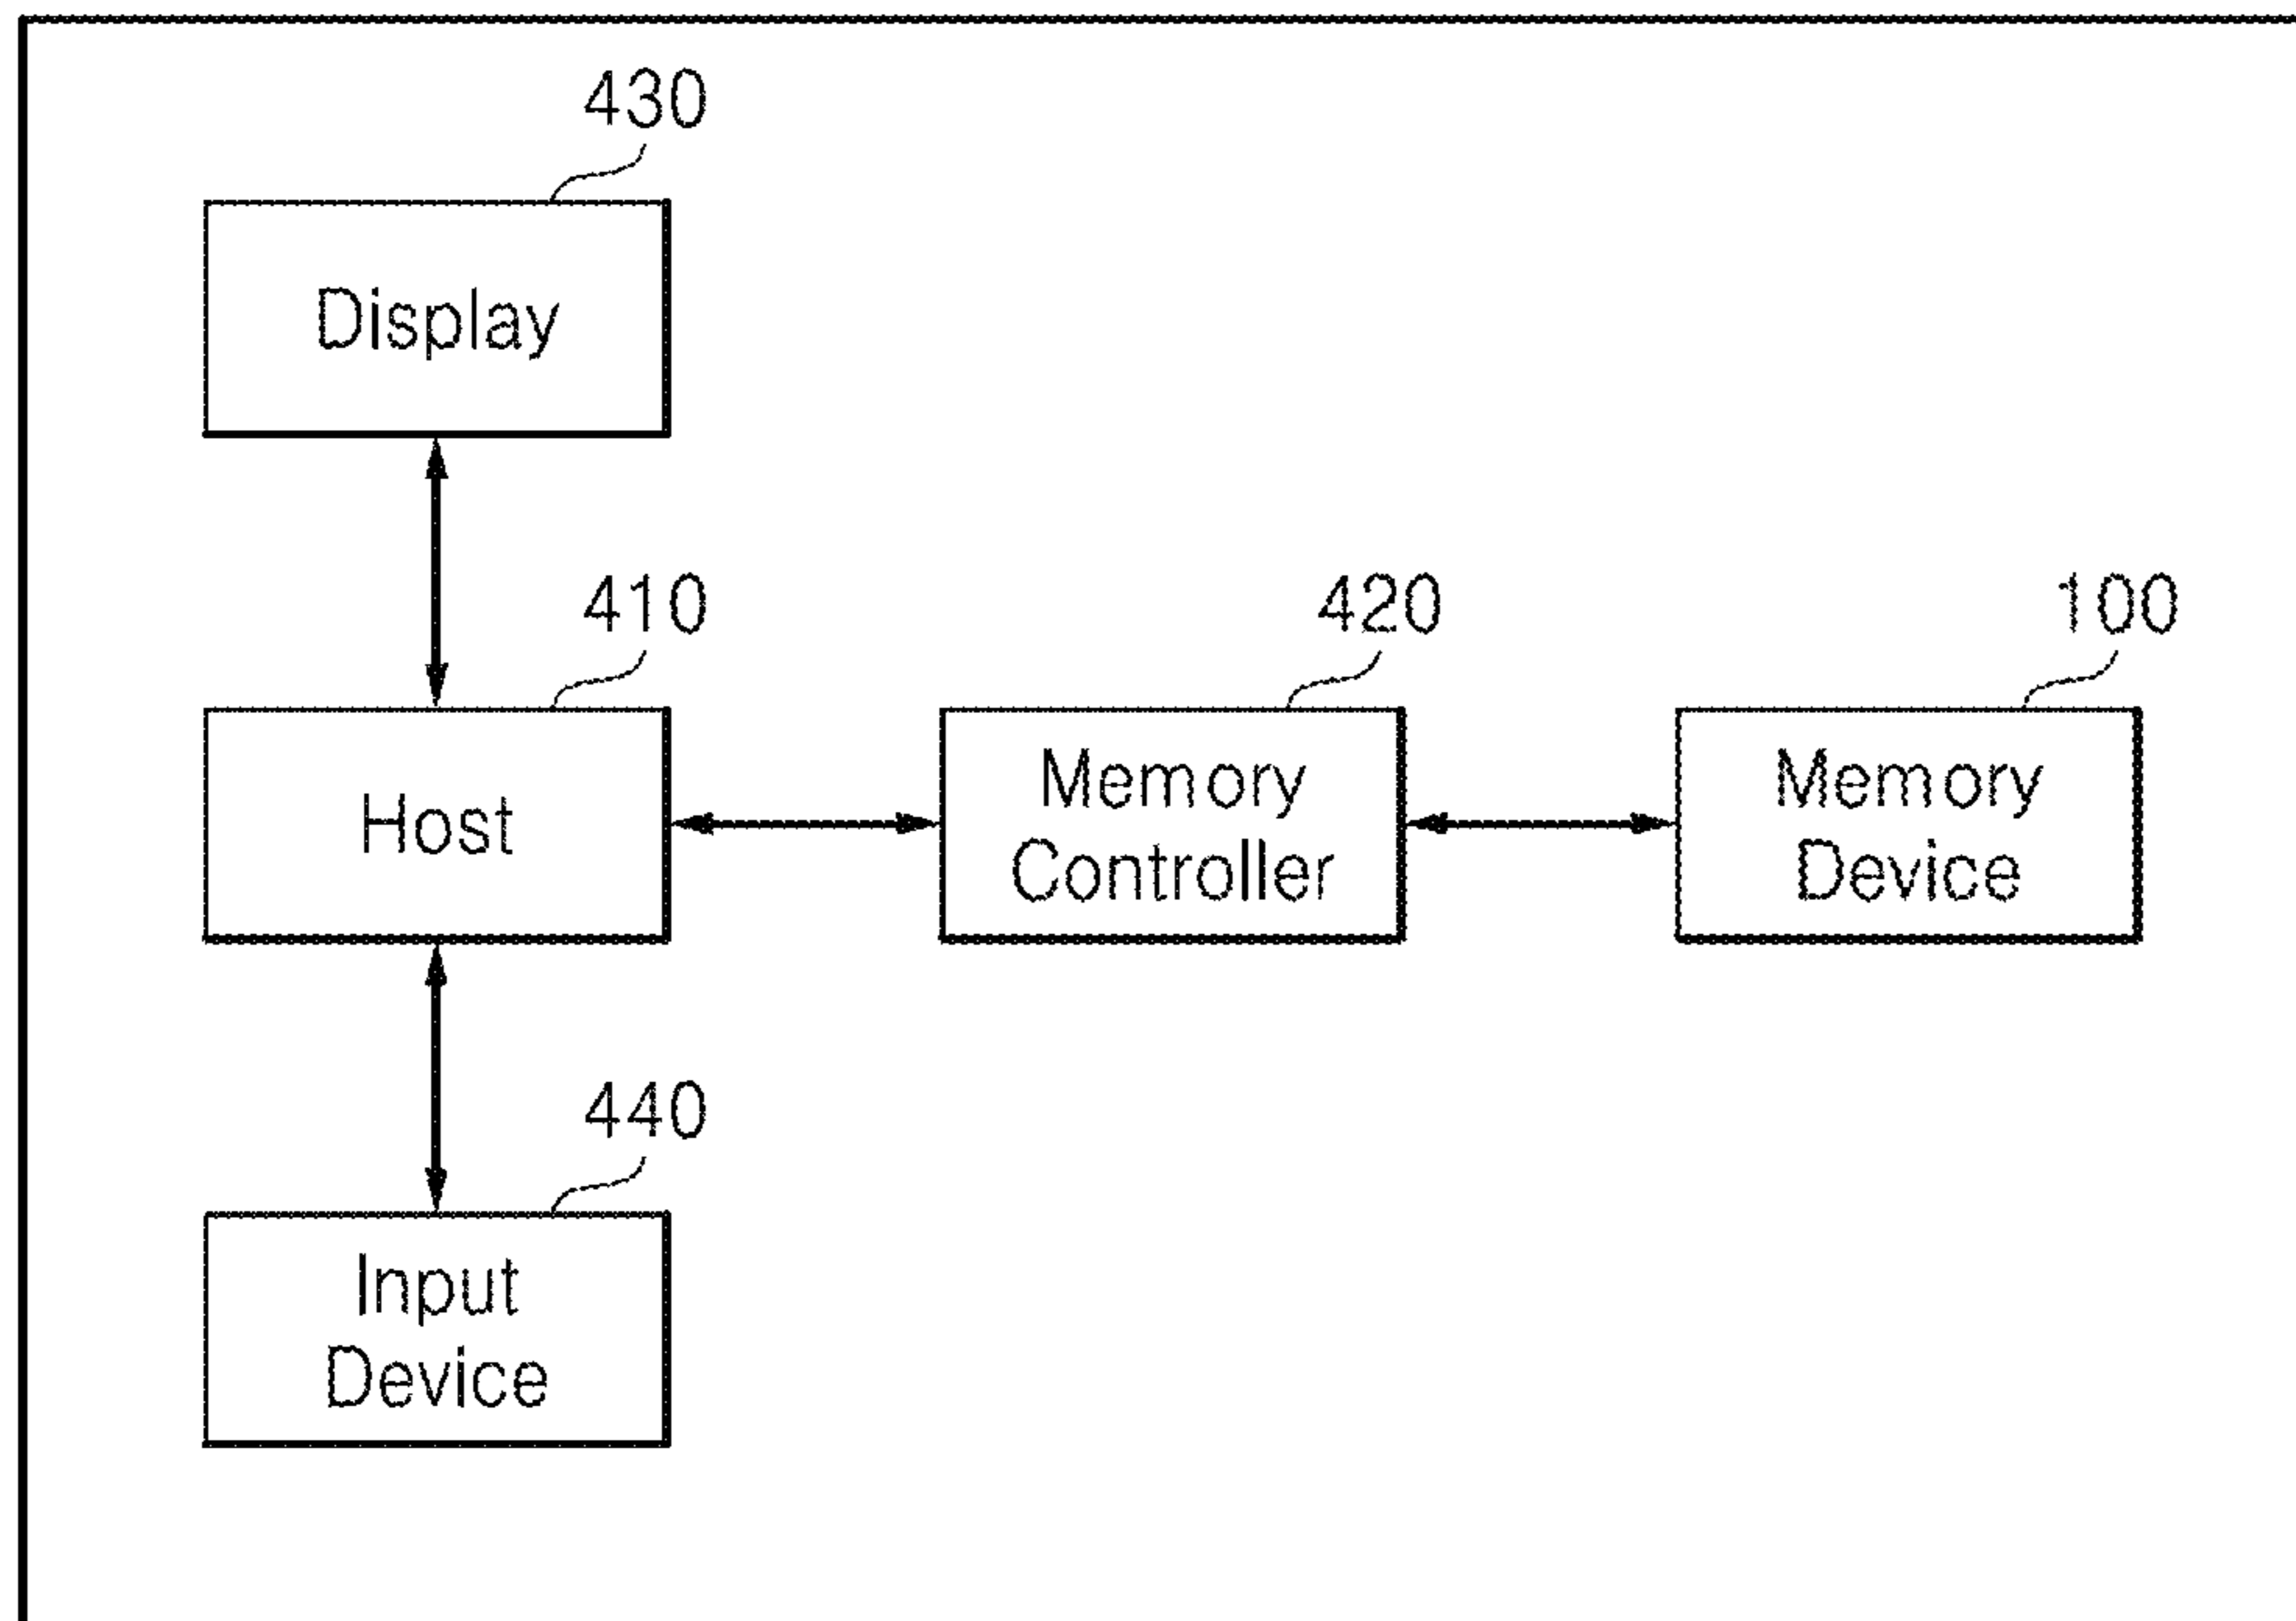 430
Display
410
Host
420
Memory
Controller
100
Memory
Device
440
Input
Device